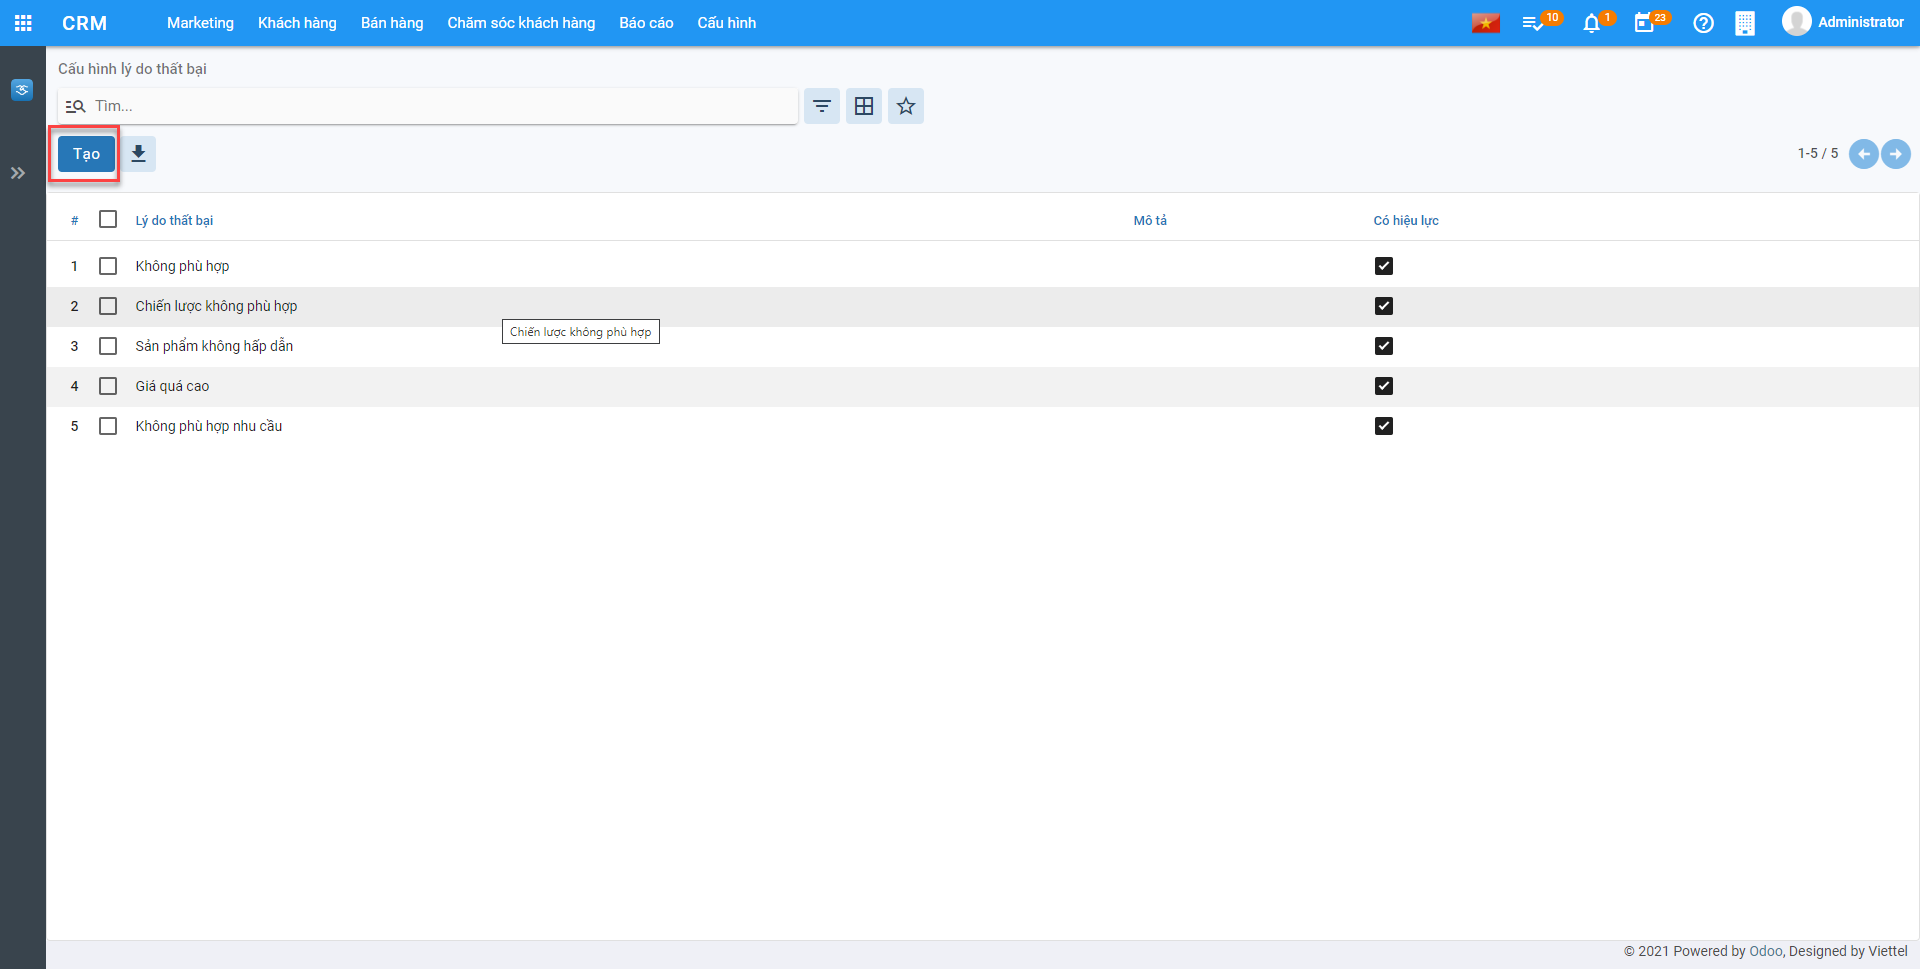 CRM Marketing Khách hàng Bán hàng Chăm sóc khách hàng Báo cáo Cấu hình 10 1 23 Administrator
Cấu hình lý do thất bại
Tìm...
Tạo 1-5 / 5
# Lý do thất bại Mô tả Có hiệu lực
1 Không phù hợp
2 Chiến lược không phù hợp
Chiến lược không phù hợp
3 Sản phẩm không hấp dẫn
4 Giá quá cao
5 Không phù hợp nhu cầu
© 2021 Powered by Odoo, Designed by Viettel